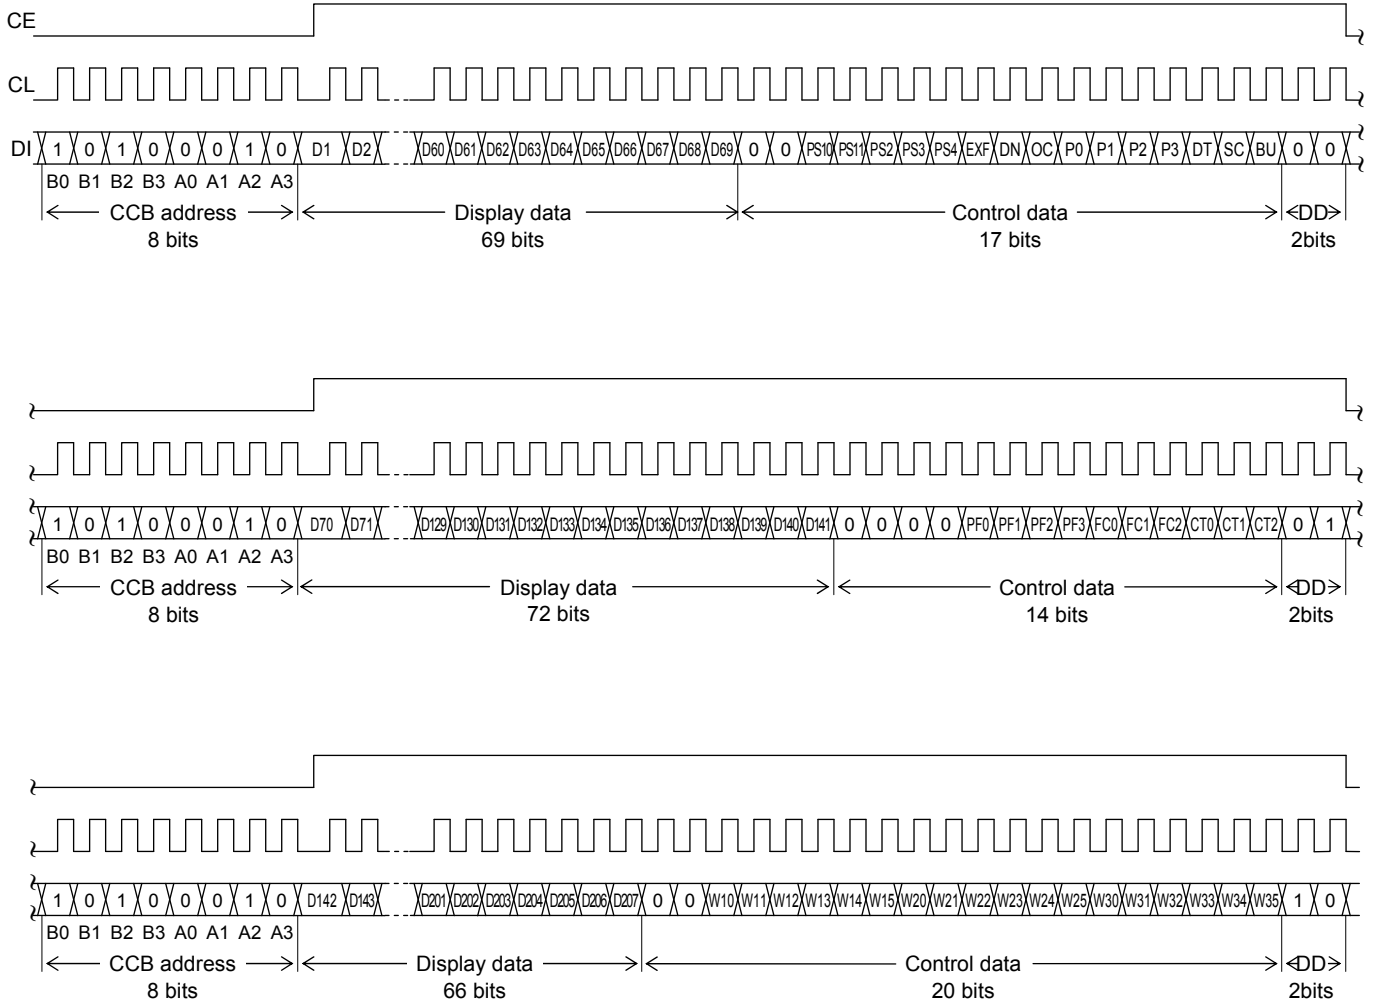 CE
CL
DI 1 0 1 0 0 0 1 0 D1 D2 D60 D61 D62 D63 D64 D65 D66 D67 D68 D69 0 0 PS10 PS11 PS2 PS3 PS4 EXF DN OC P0 P1 P2 P3 DT SC BU 0 0
B0 B1 B2 B3 A0 A1 A2 A3
CCB address Display data Control data DD
8 bits 69 bits 17 bits 2bits
1 0 1 0 0 0 1 0 D70 D71 D129 D130 D131 D132 D133 D134 D135 D136 D137 D138 D139 D140 D141 0 0 0 0 PF0 PF1 PF2 PF3 FC0 FC1 FC2 CT0 CT1 CT2 0 1
B0 B1 B2 B3 A0 A1 A2 A3
CCB address Display data Control data DD
8 bits 72 bits 14 bits 2bits
1 0 1 0 0 0 1 0 D142 D143 D201 D202 D203 D204 D205 D206 D207 0 0 W10 W11 W12 W13 W14 W15 W20 W21 W22 W23 W24 W25 W30 W31 W32 W33 W34 W35 1 0
B0 B1 B2 B3 A0 A1 A2 A3
CCB address Display data Control data DD
8 bits 66 bits 20 bits 2bits